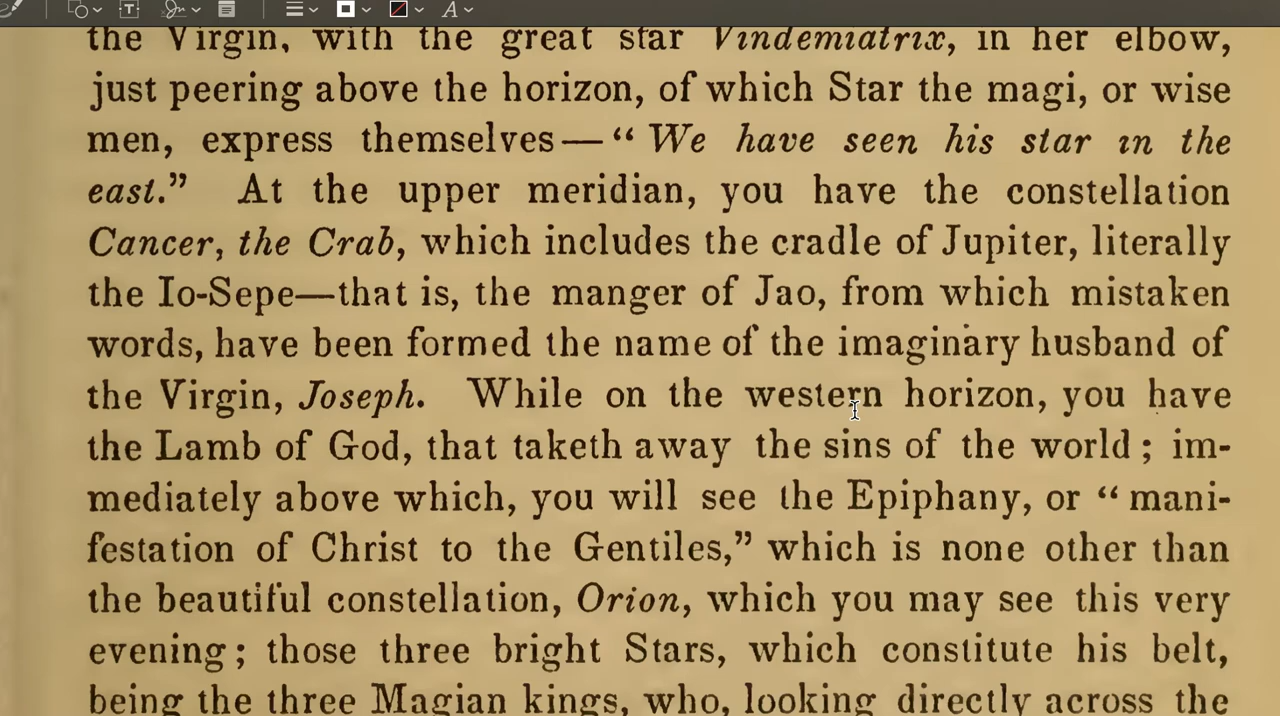 the Virgin, with the great star Vindemiatrix, in her elbow,
just peering above the horizon, of which Star the magi, or wise
men, express themselves—“ We have seen his star in the
east.” At the upper meridian, you have the constellation
Cancer, the Crab, which includes the cradle of Jupiter, literally
the Io-Sepe—that is, the manger of Jao, from which mistaken
words, have been formed the name of the imaginary husband of
the Virgin, Joseph. While on the western horizon, you have
the Lamb of God, that taketh away the sins of the world ; im-
mediately above which, you will see the Epiphany, or “ mani-
festation of Christ to the Gentiles,” which is none other than
the beautiful constellation, Orion, which you may see this very
evening ; those three bright Stars, which constitute his belt,
being the three Magian kings, who, looking directly across the